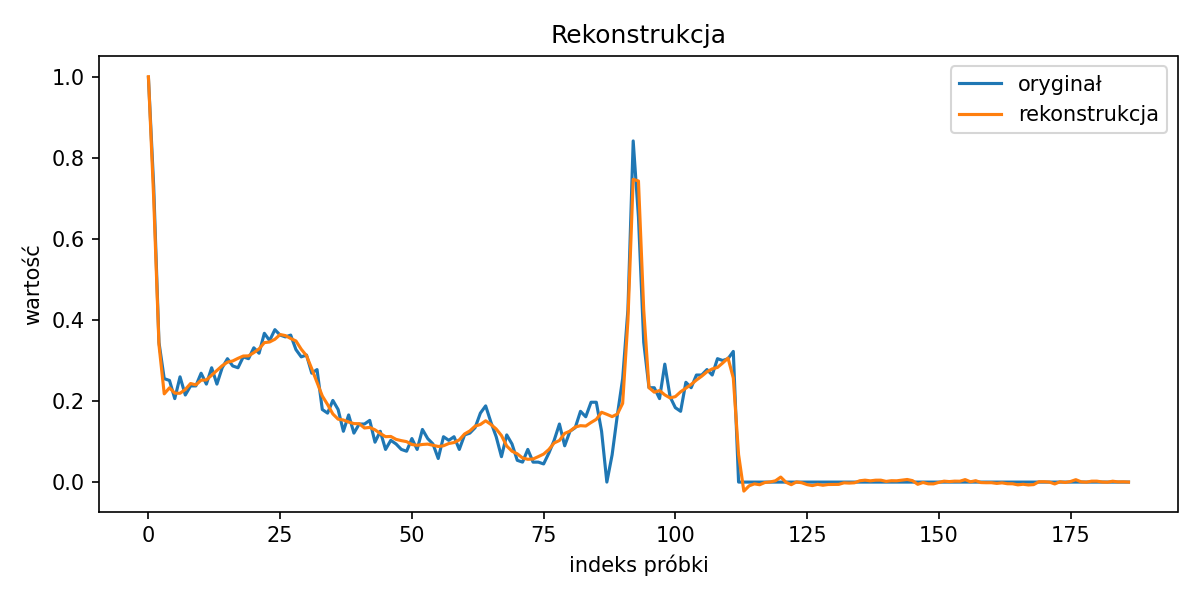 Rekonstrukcja
1.0
0.8
0.6
0.4
0.2
0.0
wartość
oryginał
rekonstrukcja
0 25 50 75 100 125 150 175
indeks próbki